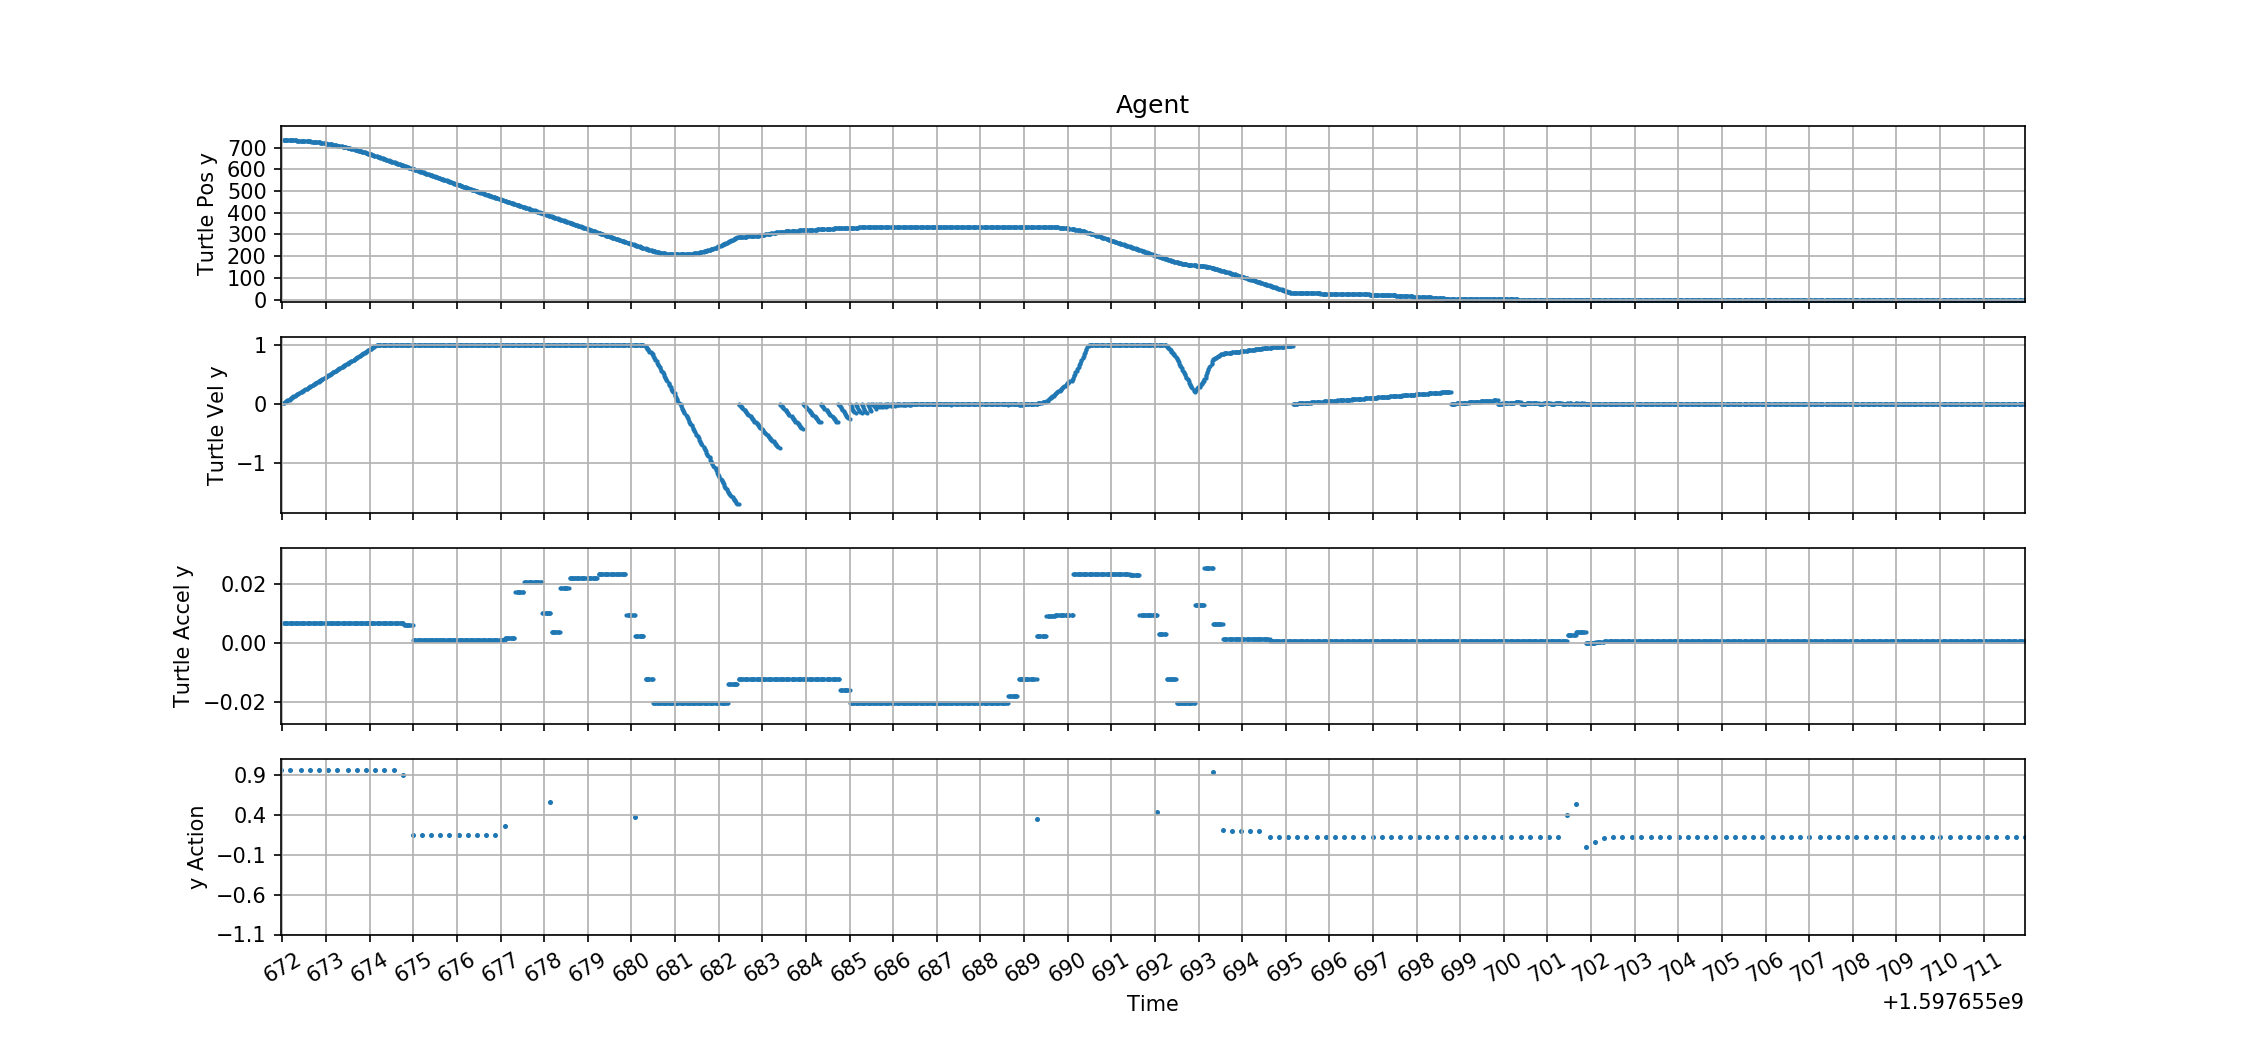 Agent
Turtle Pos y
700
600
500
400
300
200
100
0
Turtle Vel y
1
0
−1
Turtle Accel y
0.02
0.00
−0.02
y Action
0.9
0.4
−0.1
−0.6
−1.1
672 673 674 675 676 677 678 679 680 681 682 683 684 685 686 687 688 689 690 691 692 693 694 695 696 697 698 699 700 701 702 703 704 705 706 707 708 709 710 711
Time
+1.597655e9